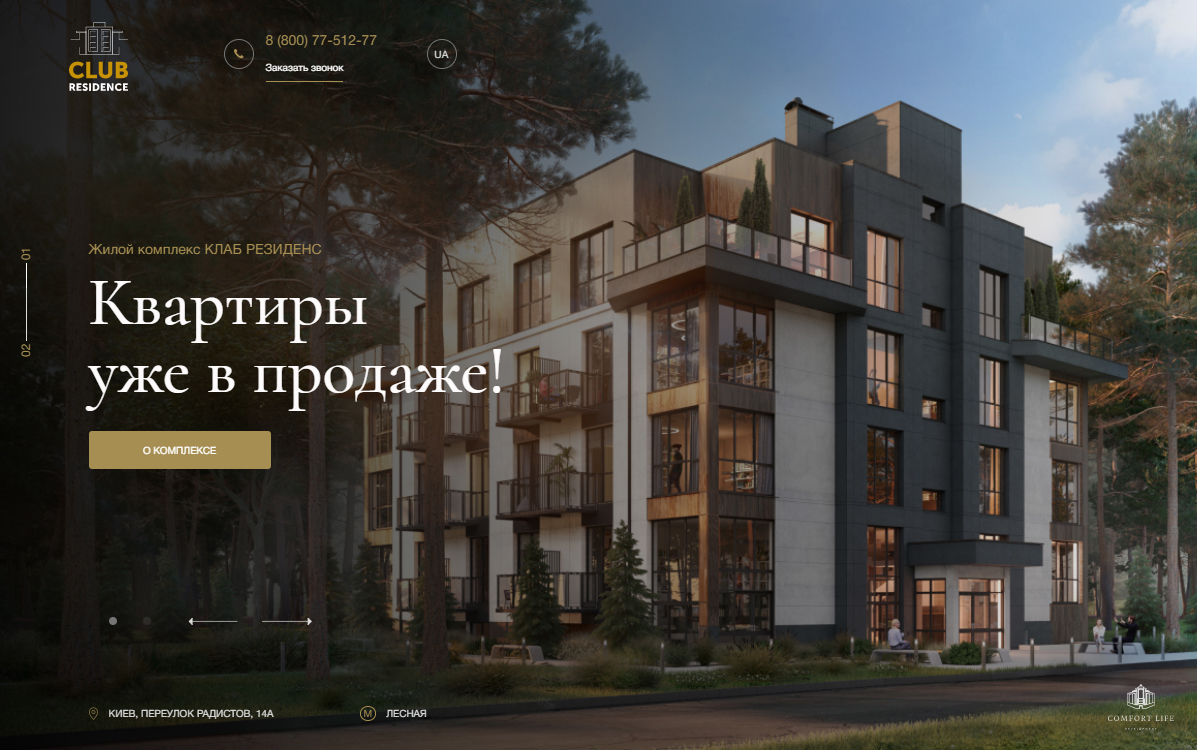 CLUB
RESIDENCE
8 (800) 77-512-77
Заказать звонок
UA
01
02
Жилой комплекс КЛАБ РЕЗИДЕНС
Квартиры
уже в продаже!
О КОМПЛЕКСЕ
КИЕВ, ПЕРЕУЛОК РАДИСТОВ, 14А
М
ЛЕСНАЯ
COMFORT LIFE
DEVELOPMENT